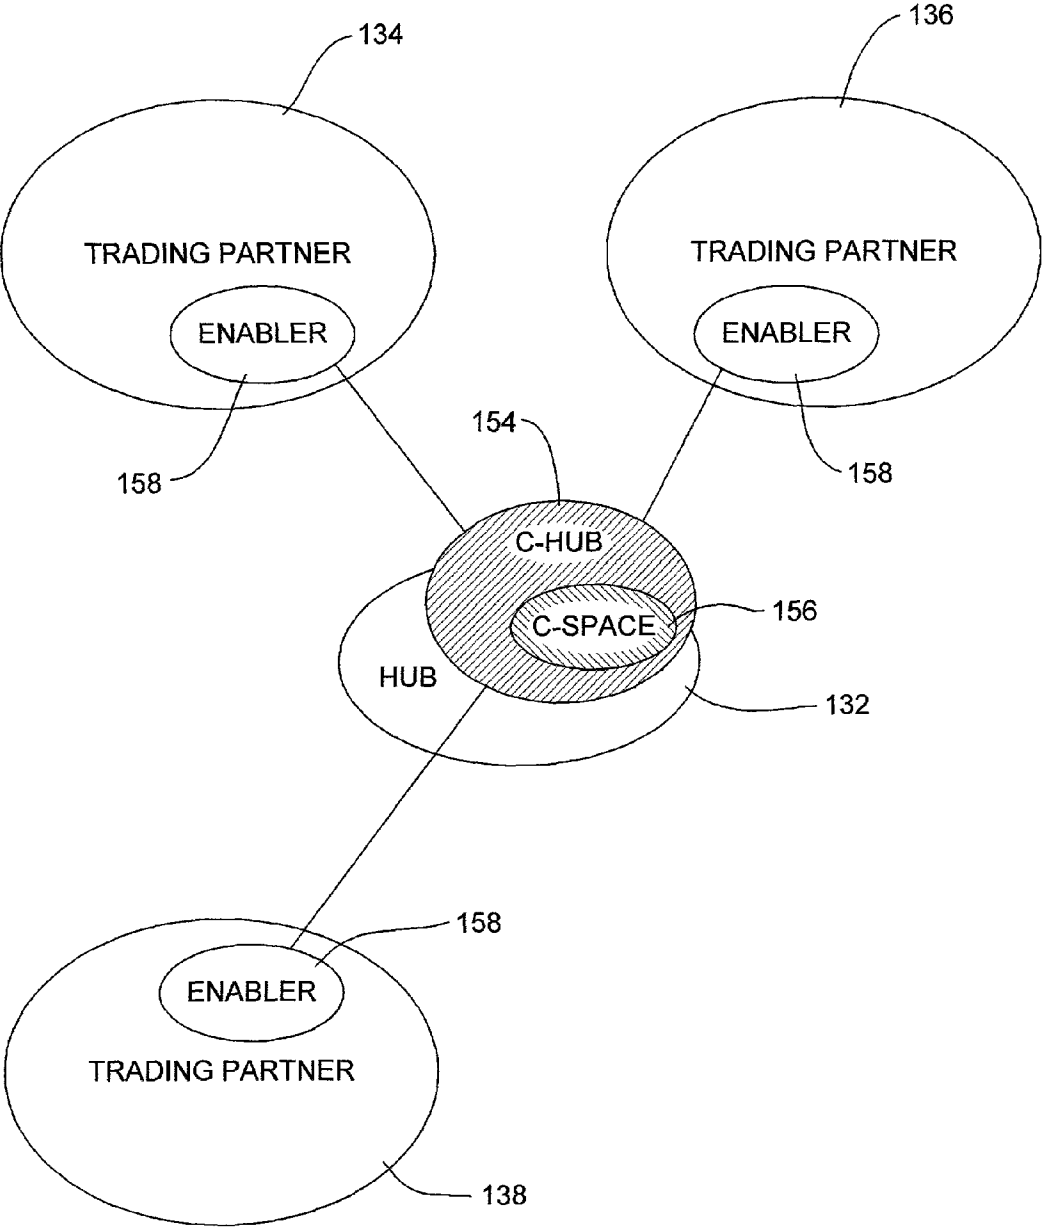 134
136
TRADING PARTNER
TRADING PARTNER
ENABLER
ENABLER
154
158
158
C-HUB
156
C-SPACE
HUB
132
158
ENABLER
TRADING PARTNER
138